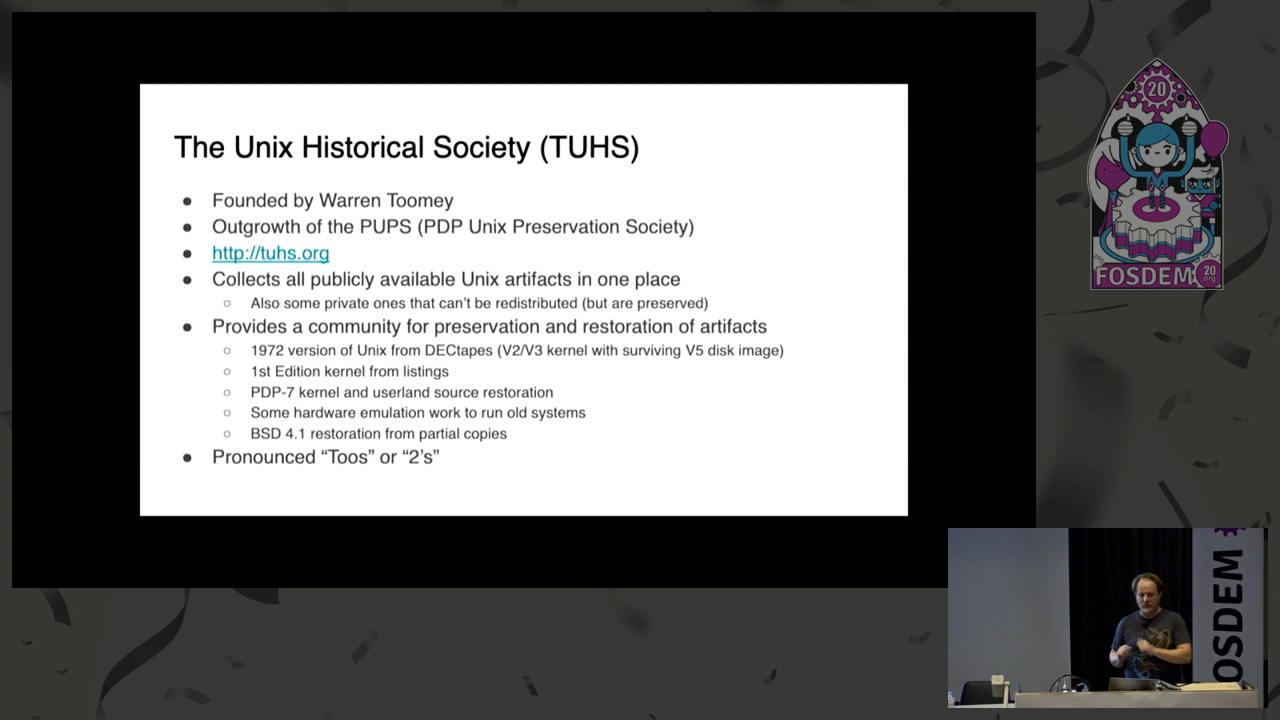 The Unix Historical Society (TUHS)
● Founded by Warren Toomey
● Outgrowth of the PUPS (PDP Unix Preservation Society)
● http://tuhs.org
● Collects all publicly available Unix artifacts in one place
○ Also some private ones that can't be redistributed (but are preserved)
● Provides a community for preservation and restoration of artifacts
○ 1972 version of Unix from DECtapes (V2/V3 kernel with surviving V5 disk image)
○ 1st Edition kernel from listings
○ PDP-7 kernel and userland source restoration
○ Some hardware emulation work to run old systems
○ BSD 4.1 restoration from partial copies
● Pronounced “Toos” or “2's”
20
FOSDEM
20
.org
OSDEM